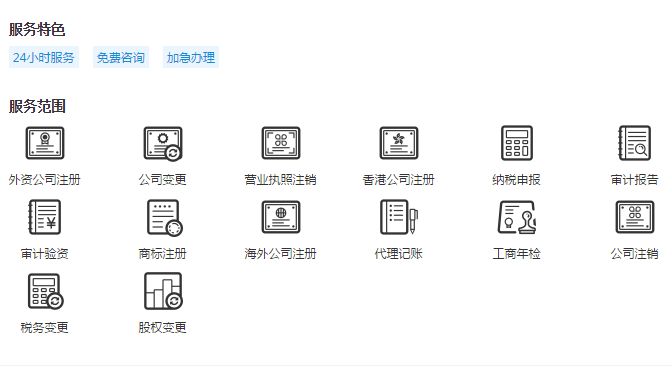 服务特色
24小时服务 免费咨询 加急办理
服务范围
外资公司注册 公司变更 营业执照注销 香港公司注册 纳税申报 审计报告
审计验资 商标注册 海外公司注册 代理记账 工商年检 公司注销
税务变更 股权变更